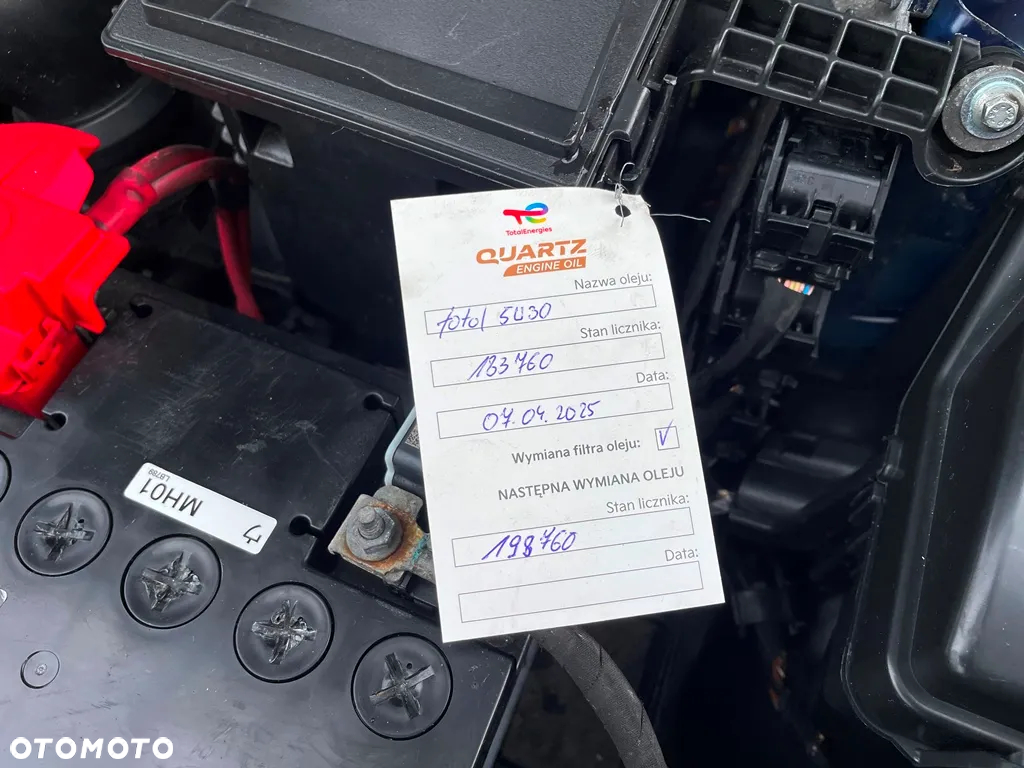 TotalEnergies
QUARTZ
ENGINE OIL
Nazwa oleju:
total 5W30
Stan licznika:
183760
Data:
07.04.2025
Wymiana filtra oleju: V
NASTĘPNA WYMIANA OLEJU
Stan licznika:
198760
Data:
MH01
LB789
OTOMOTO